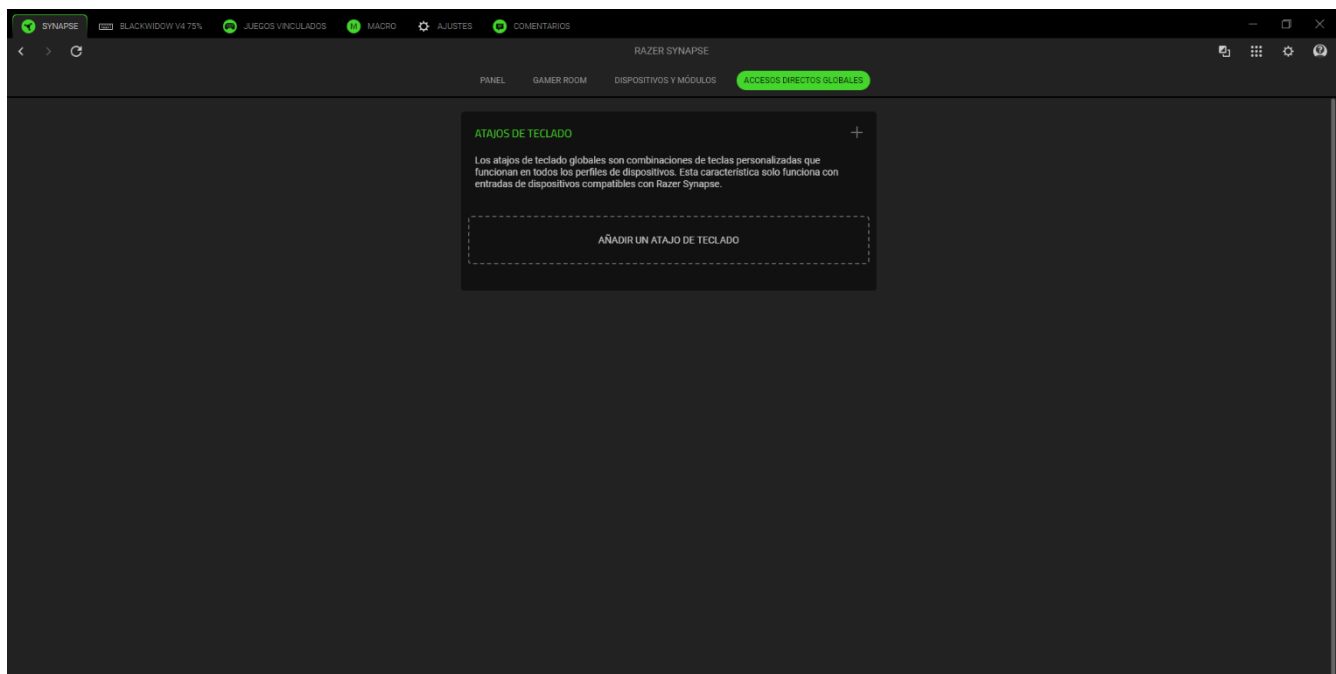 SYNAPSE BLACKWIDOW V4 75% JUEGOS VINCULADOS M MACRO AJUSTES COMENTARIOS
RAZER SYNAPSE
PANEL GAMER ROOM DISPOSITIVOS Y MÓDULOS ACCESOS DIRECTOS GLOBALES
ATAJOS DE TECLADO
Los atajos de teclado globales son combinaciones de teclas personalizadas que
funcionan en todos los perfiles de dispositivos. Esta característica solo funciona con
entradas de dispositivos compatibles con Razer Synapse.
AÑADIR UN ATAJO DE TECLADO